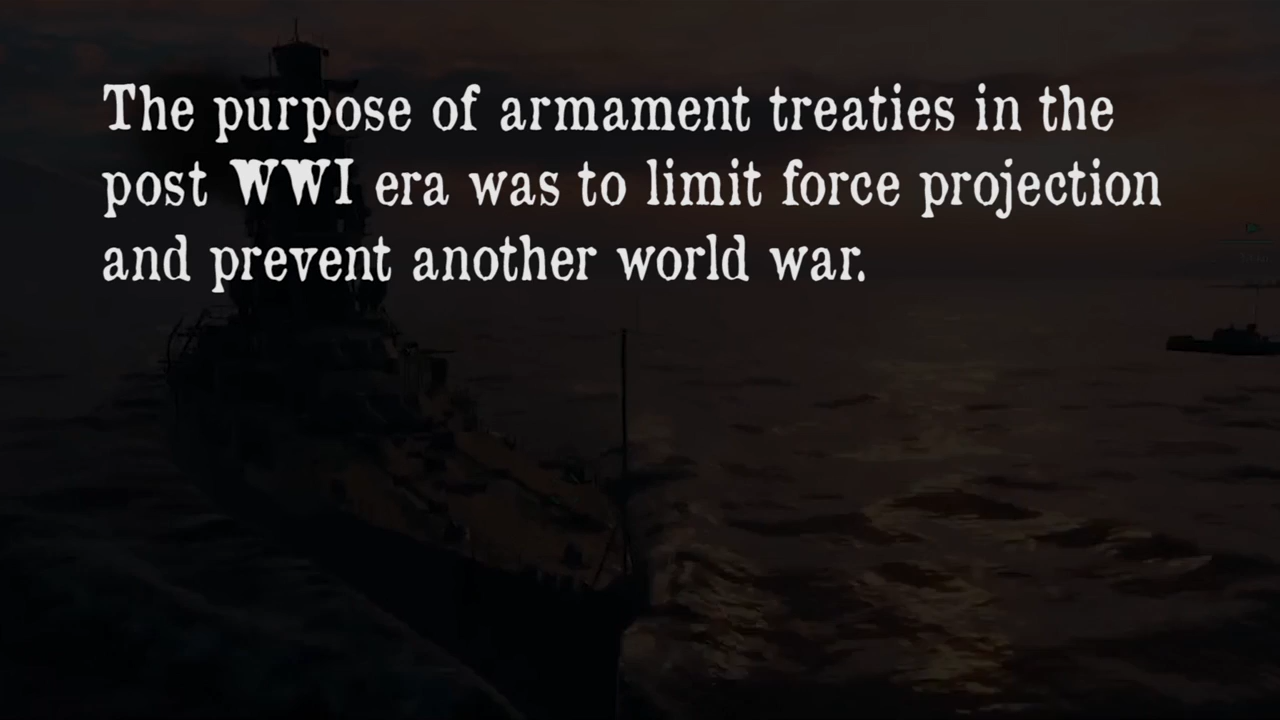 The purpose of armament treaties in the
post WWI era was to limit force projection
and prevent another world war.